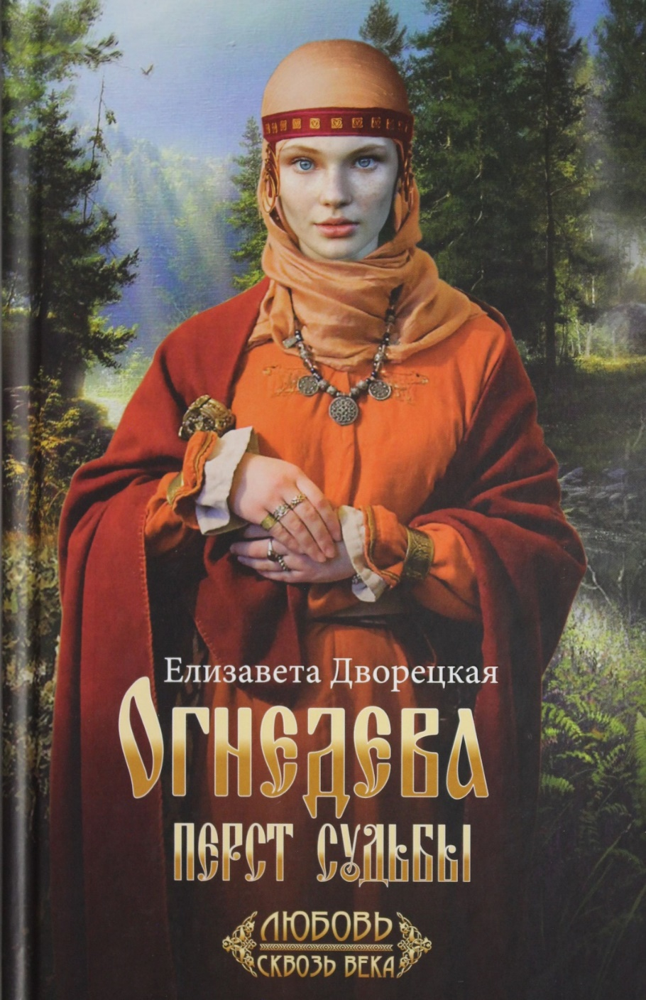 Елизавета Дворецкая
Огнедева
Перст судьбы
Любовь
сквозь века